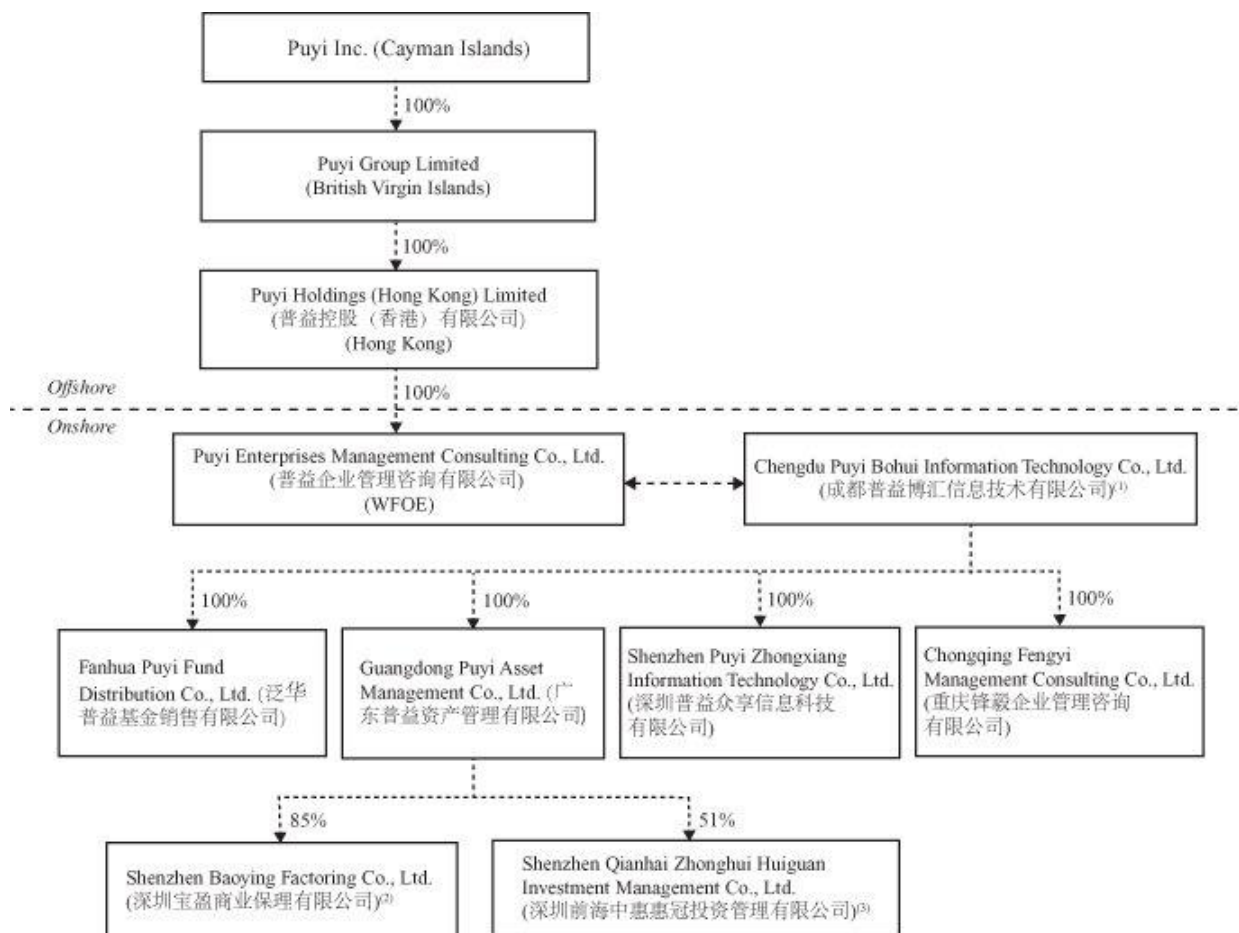 Puyi Inc. (Cayman Islands)
100%
Puyi Group Limited
(British Virgin Islands)
100%
Puyi Holdings (Hong Kong) Limited
(普益控股（香港）有限公司)
(Hong Kong)
Offshore
100%
Onshore
Puyi Enterprises Management Consulting Co., Ltd.
(普益企业管理咨询有限公司)
(WFOE)
Chengdu Puyi Bohui Information Technology Co., Ltd.
(成都普益博汇信息技术有限公司)(1)
100%
100%
100%
100%
Fanhua Puyi Fund
Distribution Co., Ltd. (泛华
普益基金销售有限公司)
Guangdong Puyi Asset
Management Co., Ltd. (广
东普益资产管理有限公司)
Shenzhen Puyi Zhongxiang
Information Technology Co., Ltd.
(深圳普益众享信息科技
有限公司)
Chongqing Fengyi
Management Consulting Co., Ltd.
(重庆锋毅企业管理咨询
有限公司)
85%
51%
Shenzhen Baoying Factoring Co., Ltd.
(深圳宝盈商业保理有限公司)(2)
Shenzhen Qianhai Zhonghui Huiguan
Investment Management Co., Ltd.
(深圳前海中惠惠冠投资管理有限公司)(3)